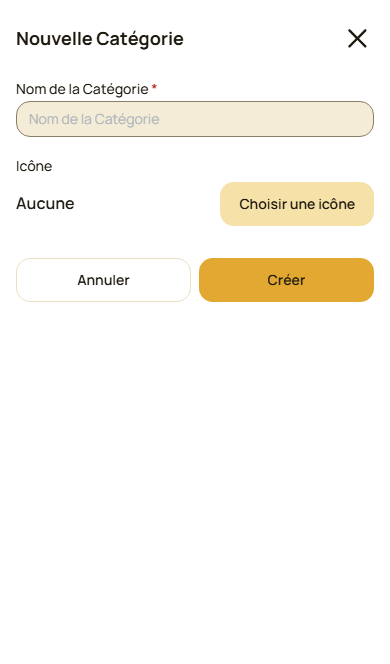 Nouvelle Catégorie
Nom de la Catégorie *
Nom de la Catégorie
Icône
Aucune
Choisir une icône
Annuler
Créer